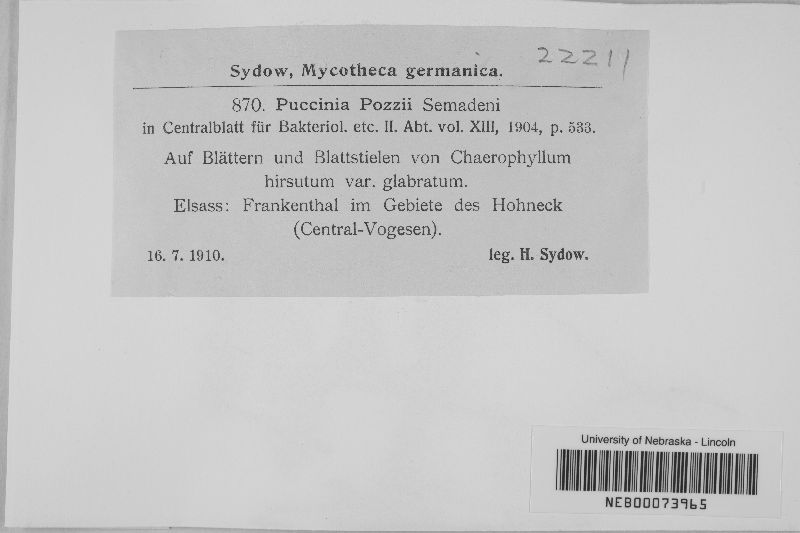 22211
Sydow, Mycotheca germanica.
870. Puccinia Pozzii Semadeni
in Centralblatt für Bakteriol. etc. II. Abt. vol. XIII, 1904, p. 533.
Auf Blättern und Blattstielen von Chaerophyllum
hirsutum var. glabratum.
Elsass: Frankenthal im Gebiete des Hohneck
(Central-Vogesen).
16. 7. 1910. leg. H. Sydow.
University of Nebraska - Lincoln
NEB00073965